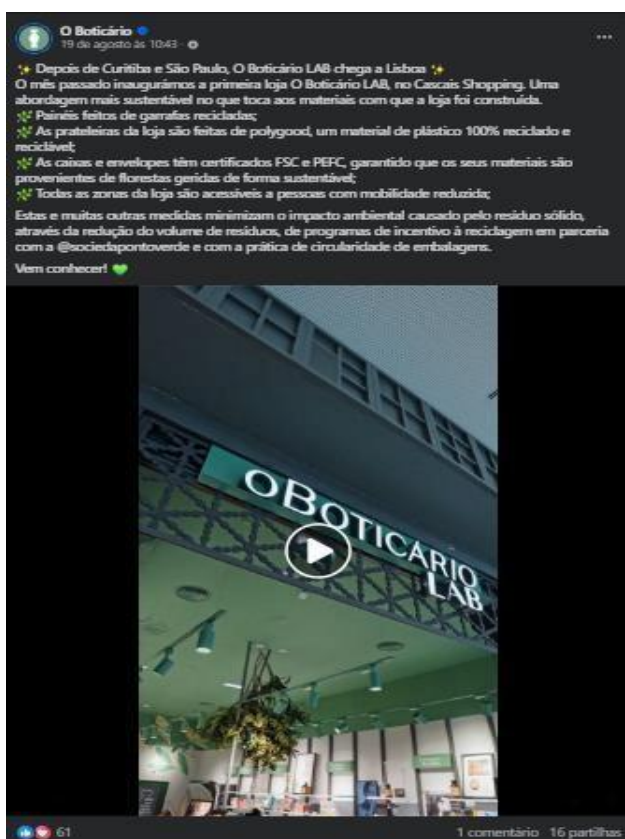 O Boticário
19 de agosto às 10:43
✨ Depois de Curitiba e São Paulo, O Boticário LAB chega a Lisboa ✨
O mês passado inaugurámos a primeira loja O Boticário LAB, no Cascais Shopping. Uma
abordagem mais sustentável no que toca aos materiais com que a loja foi construída.
🌿 Painéis feitos de garrafas recicladas;
🌿 As prateleiras da loja são feitas de polygood, um material de plástico 100% reciclado e
reciclável;
🌿 As caixas e envelopes têm certificados FSC e PEFC, garantido que os seus materiais são
provenientes de florestas geridas de forma sustentável;
🌿 Todas as zonas da loja são acessíveis a pessoas com mobilidade reduzida;
Estas e muitas outras medidas minimizam o impacto ambiental causado pelo resíduo sólido,
através da redução do volume de resíduos, de programas de incentivo à reciclagem em parceria
com a @sociedapontoverde e com a prática de circularidade de embalagens.
Vem conhecer! 💚
OBOTICÁRIO
LAB
61
1 comentário 16 partilhas